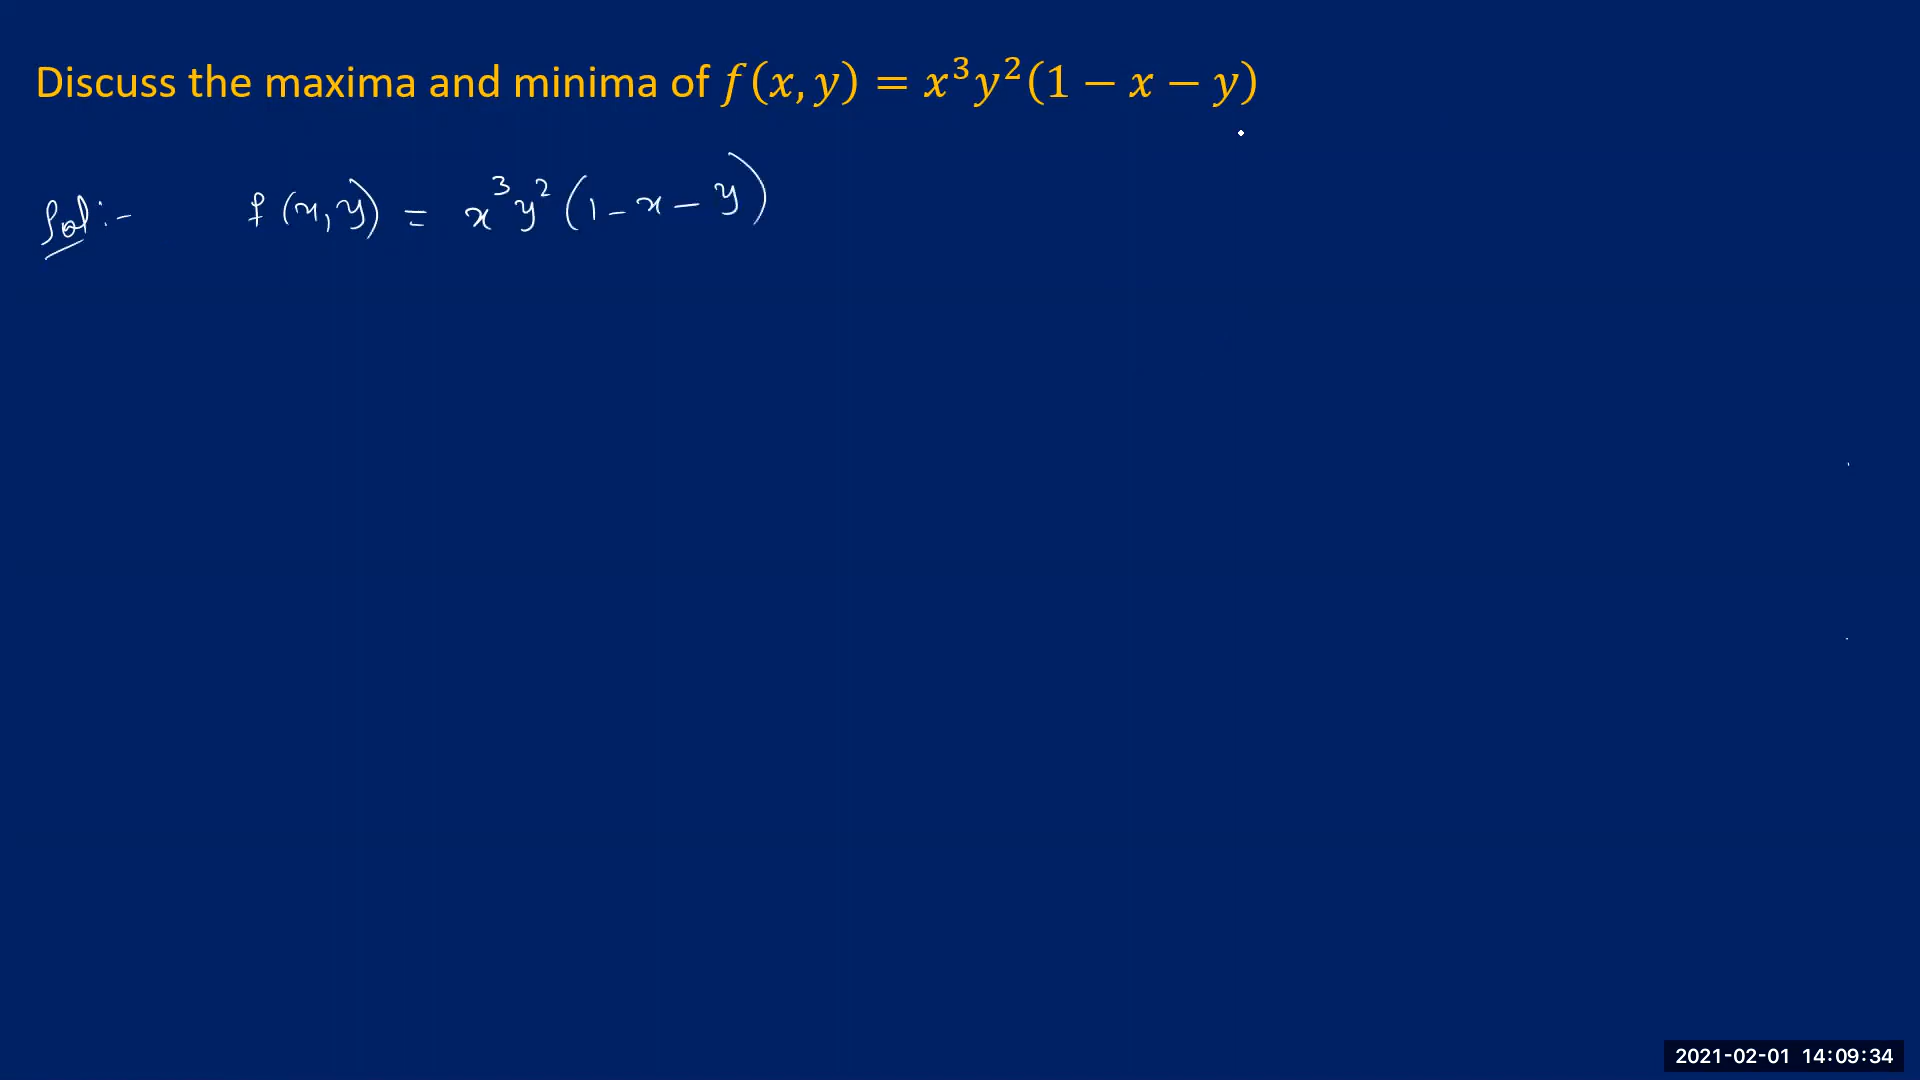 Discuss the maxima and minima of f(x, y) = x³y²(1 − x − y)
Sol:- f(x,y) = x³y²(1-x-y)
2021-02-01 14:09:34